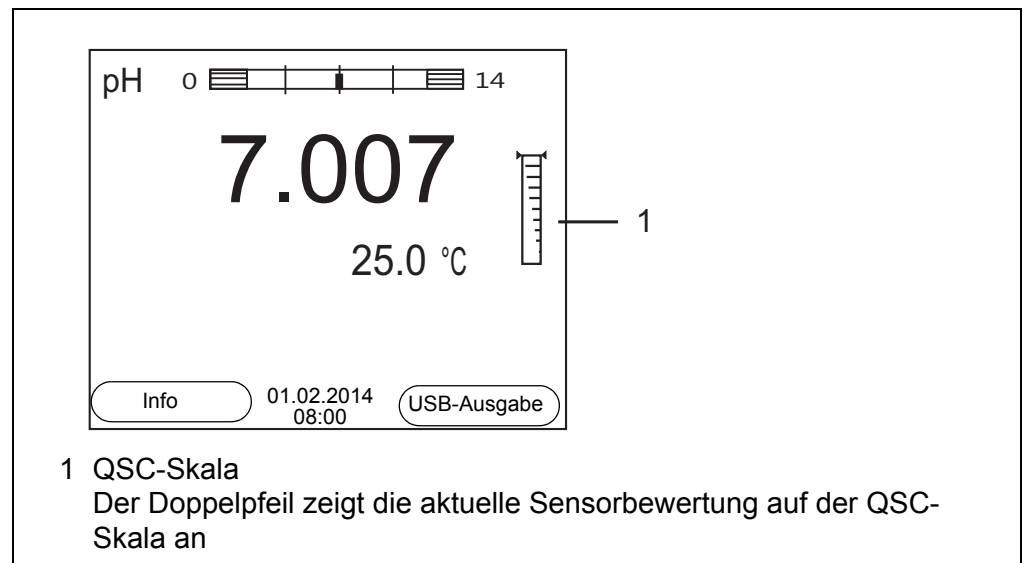 pH 0 14
7.007
1
25.0 °C
Info 01.02.2014 USB-Ausgabe
08:00
1 QSC-Skala
Der Doppelpfeil zeigt die aktuelle Sensorbewertung auf der QSC-
Skala an